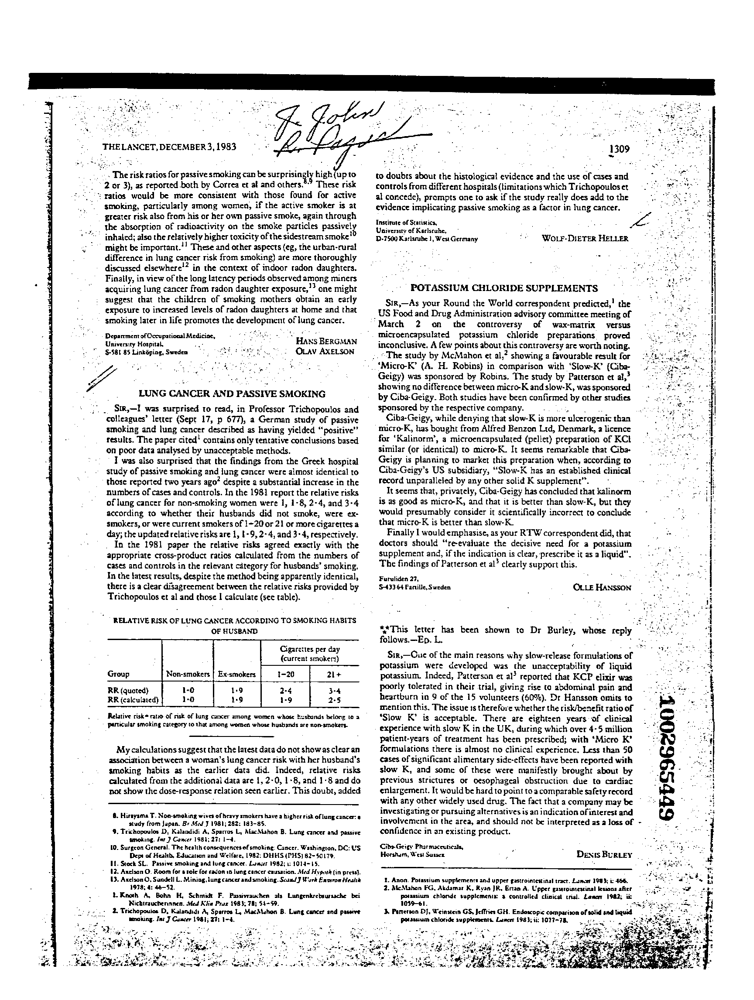 J. John
R. Pages
THE LANCET, DECEMBER 3, 1983
1309
The risk ratios for passive smoking can be surprisingly high (up to
2 or 3), as reported both by Correa et al and others.8,9 These risk
ratios would be more consistent with those found for active
smoking, particularly among women, if the active smoker is at
greater risk also from his or her own passive smoke, again through
the absorption of radioactivity on the smoke particles passively
inhaled; also the relatively higher toxicity of the sidestream smoke10
might be important.11 These and other aspects (eg, the urban-rural
difference in lung cancer risk from smoking) are more thoroughly
discussed elsewhere12 in the context of indoor radon daughters.
Finally, in view of the long latency periods observed among miners
acquiring lung cancer from radon daughter exposure,13 one might
suggest that the children of smoking mothers obtain an early
exposure to increased levels of radon daughters at home and that
smoking later in life promotes the development of lung cancer.
Department of Occupational Medicine,
University Hospital,
S-581 85 Linköping, Sweden
HANS BERGMAN
OLAV AXELSON
LUNG CANCER AND PASSIVE SMOKING
SIR,—I was surprised to read, in Professor Trichopoulos and
colleagues' letter (Sept 17, p 677), a German study of passive
smoking and lung cancer described as having yielded "positive"
results. The paper cited1 contains only tentative conclusions based
on poor data analysed by unacceptable methods.
I was also surprised that the findings from the Greek hospital
study of passive smoking and lung cancer were almost identical to
those reported two years ago2 despite a substantial increase in the
numbers of cases and controls. In the 1981 report the relative risks
of lung cancer for non-smoking women were 1, 1·8, 2·4, and 3·4
according to whether their husbands did not smoke, were ex-
smokers, or were current smokers of 1–20 or 21 or more cigarettes a
day; the updated relative risks are 1, 1·9, 2·4, and 3·4, respectively.
In the 1981 paper the relative risks agreed exactly with the
appropriate cross-product ratios calculated from the numbers of
cases and controls in the relevant category for husbands' smoking.
In the latest results, despite the method being apparently identical,
there is a clear disagreement between the relative risks provided by
Trichopoulos et al and those I calculate (see table).
RELATIVE RISK OF LUNG CANCER ACCORDING TO SMOKING HABITS
OF HUSBAND
Cigarettes per day
(current smokers)
Group Non-smokers Ex-smokers 1–20 21 +
RR (quoted) 1·0 1·9 2·4 3·4
RR (calculated) 1·0 1·9 1·9 2·5
Relative risk=ratio of risk of lung cancer among women whose husbands belong to a
particular smoking category to that among women whose husbands are non-smokers.
My calculations suggest that the latest data do not show as clear an
association between a woman's lung cancer risk with her husband's
smoking habits as the earlier data did. Indeed, relative risks
calculated from the additional data are 1, 2·0, 1·8, and 1·8 and do
not show the dose-response relation seen earlier. This doubt, added
8. Hirayama T. Non-smoking wives of heavy smokers have a higher risk of lung cancer: a
study from Japan. Br Med J 1981; 282: 183–85.
9. Trichopoulos D, Kalandidi A, Sparros L, MacMahon B. Lung cancer and passive
smoking. Int J Cancer 1981; 27: 1–4.
10. Surgeon General. The health consequences of smoking. Cancer. Washington, DC: US
Dept of Health, Education and Welfare, 1982: DHHS (PHS) 82-50179.
11. Stock SL. Passive smoking and lung cancer. Lancet 1982; i: 1014–15.
12. Axelson O. Room for a role for radon in lung cancer causation. Med Hypoth (in press).
13. Axelson O, Sundell L. Mining, lung cancer and smoking. Scand J Work Environ Health
1978; 4: 46–52.
1. Knoth A, Bohn H, Schmidt F. Passivrauchen als Lungenkrebsursache bei
Nichtraucherinnen. Med Klin Prax 1983; 78: 54–59.
2. Trichopoulos D, Kalandidi A, Sparros L, MacMahon B. Lung cancer and passive
smoking. Int J Cancer 1981; 27: 1–4.
to doubts about the histological evidence and the use of cases and
controls from different hospitals (limitations which Trichopoulos et
al concede), prompts one to ask if the study really does add to the
evidence implicating passive smoking as a factor in lung cancer.
Institute of Statistics,
University of Karlsruhe,
D-7500 Karlsruhe 1, West Germany
WOLF-DIETER HELLER
POTASSIUM CHLORIDE SUPPLEMENTS
SIR,—As your Round the World correspondent predicted,1 the
US Food and Drug Administration advisory committee meeting of
March 2 on the controversy of wax-matrix versus
microencapsulated potassium chloride preparations proved
inconclusive. A few points about this controversy are worth noting.
The study by McMahon et al,2 showing a favourable result for
'Micro-K' (A. H. Robins) in comparison with 'Slow-K' (Ciba-
Geigy) was sponsored by Robins. The study by Patterson et al,3
showing no difference between micro-K and slow-K, was sponsored
by Ciba-Geigy. Both studies have been confirmed by other studies
sponsored by the respective company.
Ciba-Geigy, while denying that slow-K is more ulcerogenic than
micro-K, has bought from Alfred Benzon Ltd, Denmark, a licence
for 'Kalinorm', a microencapsulated (pellet) preparation of KCl
similar (or identical) to micro-K. It seems remarkable that Ciba-
Geigy is planning to market this preparation when, according to
Ciba-Geigy's US subsidiary, "Slow-K has an established clinical
record unparalleled by any other solid K supplement".
It seems that, privately, Ciba-Geigy has concluded that kalinorm
is as good as micro-K, and that it is better than slow-K, but they
would presumably consider it scientifically incorrect to conclude
that micro-K is better than slow-K.
Finally I would emphasise, as your RTW correspondent did, that
doctors should "re-evaluate the decisive need for a potassium
supplement and, if the indication is clear, prescribe it as a liquid".
The findings of Patterson et al3 clearly support this.
Furuliden 27,
S-433 64 Partille, Sweden
OLLE HANSSON
*⁎*This letter has been shown to Dr Burley, whose reply
follows.—ED. L.
SIR,—One of the main reasons why slow-release formulations of
potassium were developed was the unacceptability of liquid
potassium. Indeed, Patterson et al3 reported that KCP elixir was
poorly tolerated in their trial, giving rise to abdominal pain and
heartburn in 9 of the 15 volunteers (60%). Dr Hansson omits to
mention this. The issue is therefore whether the risk/benefit ratio of
'Slow K' is acceptable. There are eighteen years of clinical
experience with slow K in the UK, during which over 4·5 million
patient-years of treatment has been prescribed; with 'Micro K'
formulations there is almost no clinical experience. Less than 50
cases of significant alimentary side-effects have been reported with
slow K, and some of these were manifestly brought about by
previous strictures or oesophageal obstruction due to cardiac
enlargement. It would be hard to point to a comparable safety record
with any other widely used drug. The fact that a company may be
investigating or pursuing alternatives is an indication of interest and
involvement in the area, and should not be interpreted as a loss of
confidence in an existing product.
Ciba-Geigy Pharmaceuticals,
Horsham, West Sussex
DENIS BURLEY
1. Anon. Potassium supplements and upper gastrointestinal tract. Lancet 1983; i: 466.
2. McMahon FG, Akdamar K, Ryan JR, Ertan A. Upper gastrointestinal lesions after
potassium chloride supplements: a controlled clinical trial. Lancet 1982; ii:
1059–61.
3. Patterson DJ, Weinstein GS, Jeffries GH. Endoscopic comparison of solid and liquid
potassium chloride supplements. Lancet 1983; ii: 1077–78.
1002965449